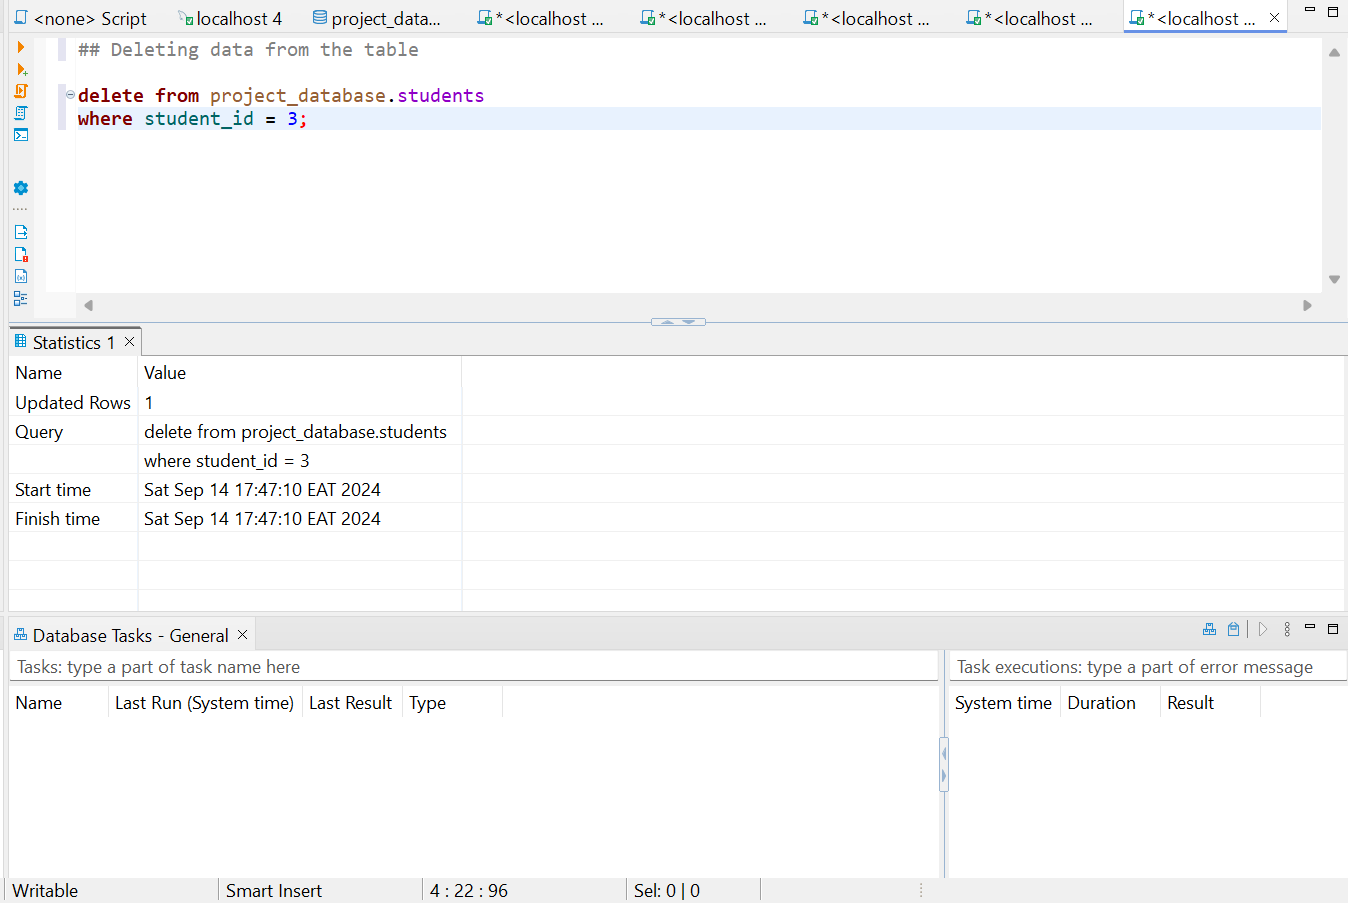 <none> Script localhost 4 project_data... *<localhost ... *<localhost ... *<localhost ... *<localhost ... *<localhost ...
## Deleting data from the table
delete from project_database.students
where student_id = 3;
Statistics 1
Name Value
Updated Rows 1
Query delete from project_database.students
where student_id = 3
Start time Sat Sep 14 17:47:10 EAT 2024
Finish time Sat Sep 14 17:47:10 EAT 2024
Database Tasks - General
Tasks: type a part of task name here Task executions: type a part of error message
Name Last Run (System time) Last Result Type System time Duration Result
Writable Smart Insert 4 : 22 : 96 Sel: 0 | 0